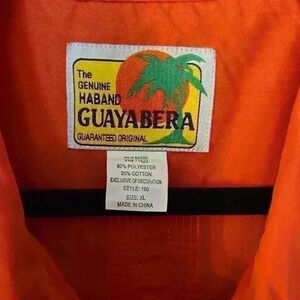 The
GENUINE
HABAND
GUAYABERA
GUARANTEED ORIGINAL
80% POLYESTER
20% COTTON
EXCLUSIVE OF DECORATION
STYLE: 190
SIZE: XL
MADE IN CHINA